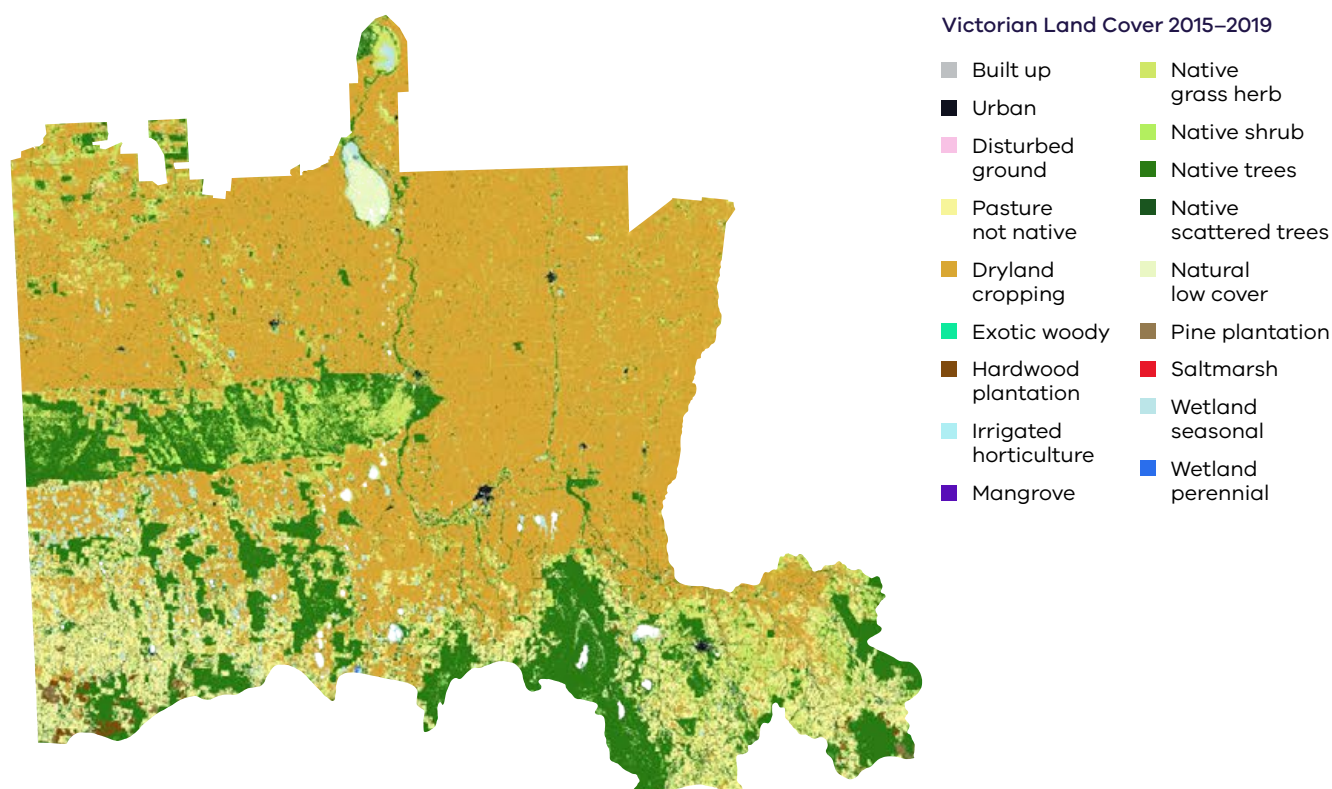 Victorian Land Cover 2015–2019
Built up
Urban
Disturbed
ground
Pasture
not native
Dryland
cropping
Exotic woody
Hardwood
plantation
Irrigated
horticulture
Mangrove
Native
grass herb
Native shrub
Native trees
Native
scattered trees
Natural
low cover
Pine plantation
Saltmarsh
Wetland
seasonal
Wetland
perennial